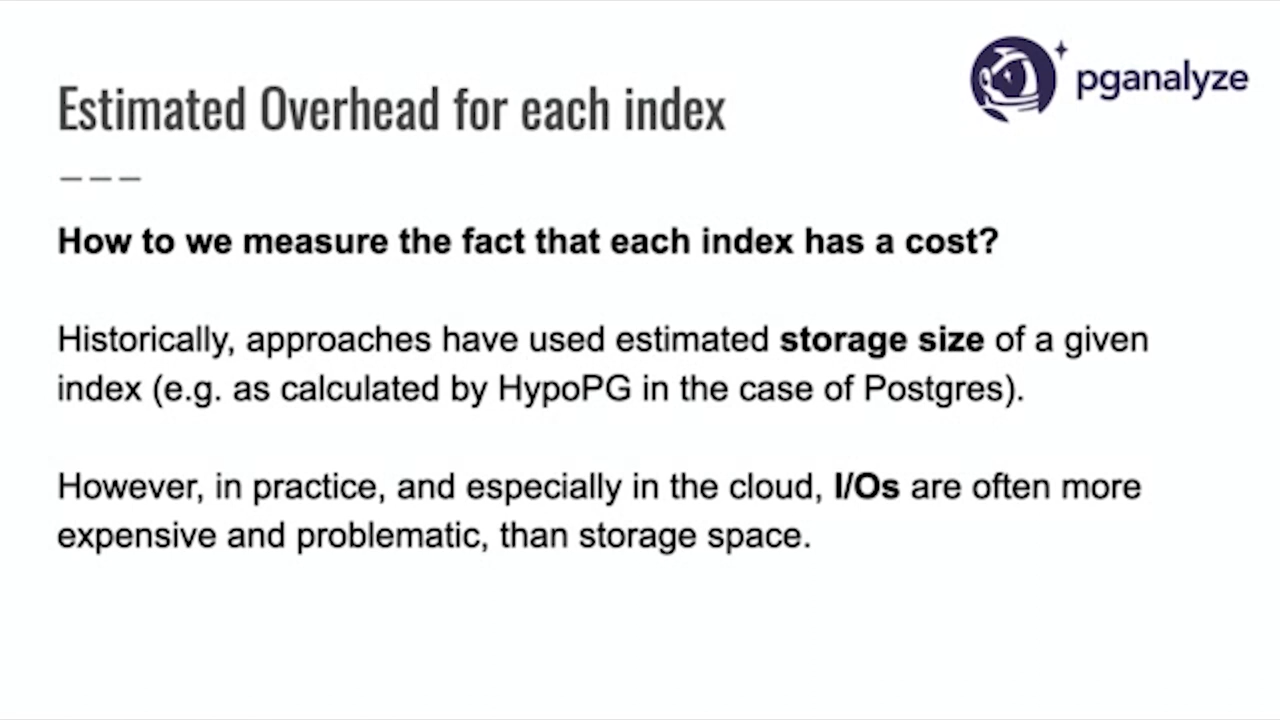 pganalyze
Estimated Overhead for each index
How to we measure the fact that each index has a cost?
Historically, approaches have used estimated storage size of a given
index (e.g. as calculated by HypoPG in the case of Postgres).
However, in practice, and especially in the cloud, I/Os are often more
expensive and problematic, than storage space.